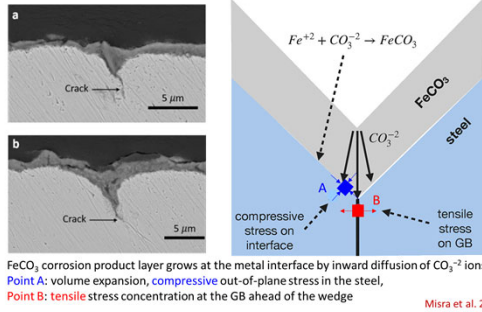 a
Crack
5 μm
b
Crack
5 μm
Fe⁺² + CO₃⁻² → FeCO₃
FeCO₃
steel
CO₃⁻²
A
B
compressive
stress on
interface
tensile
stress
on GB
FeCO₃ corrosion product layer grows at the metal interface by inward diffusion of CO₃⁻² ion
Point A: volume expansion, compressive out-of-plane stress in the steel,
Point B: tensile stress concentration at the GB ahead of the wedge
Misra et al. 2